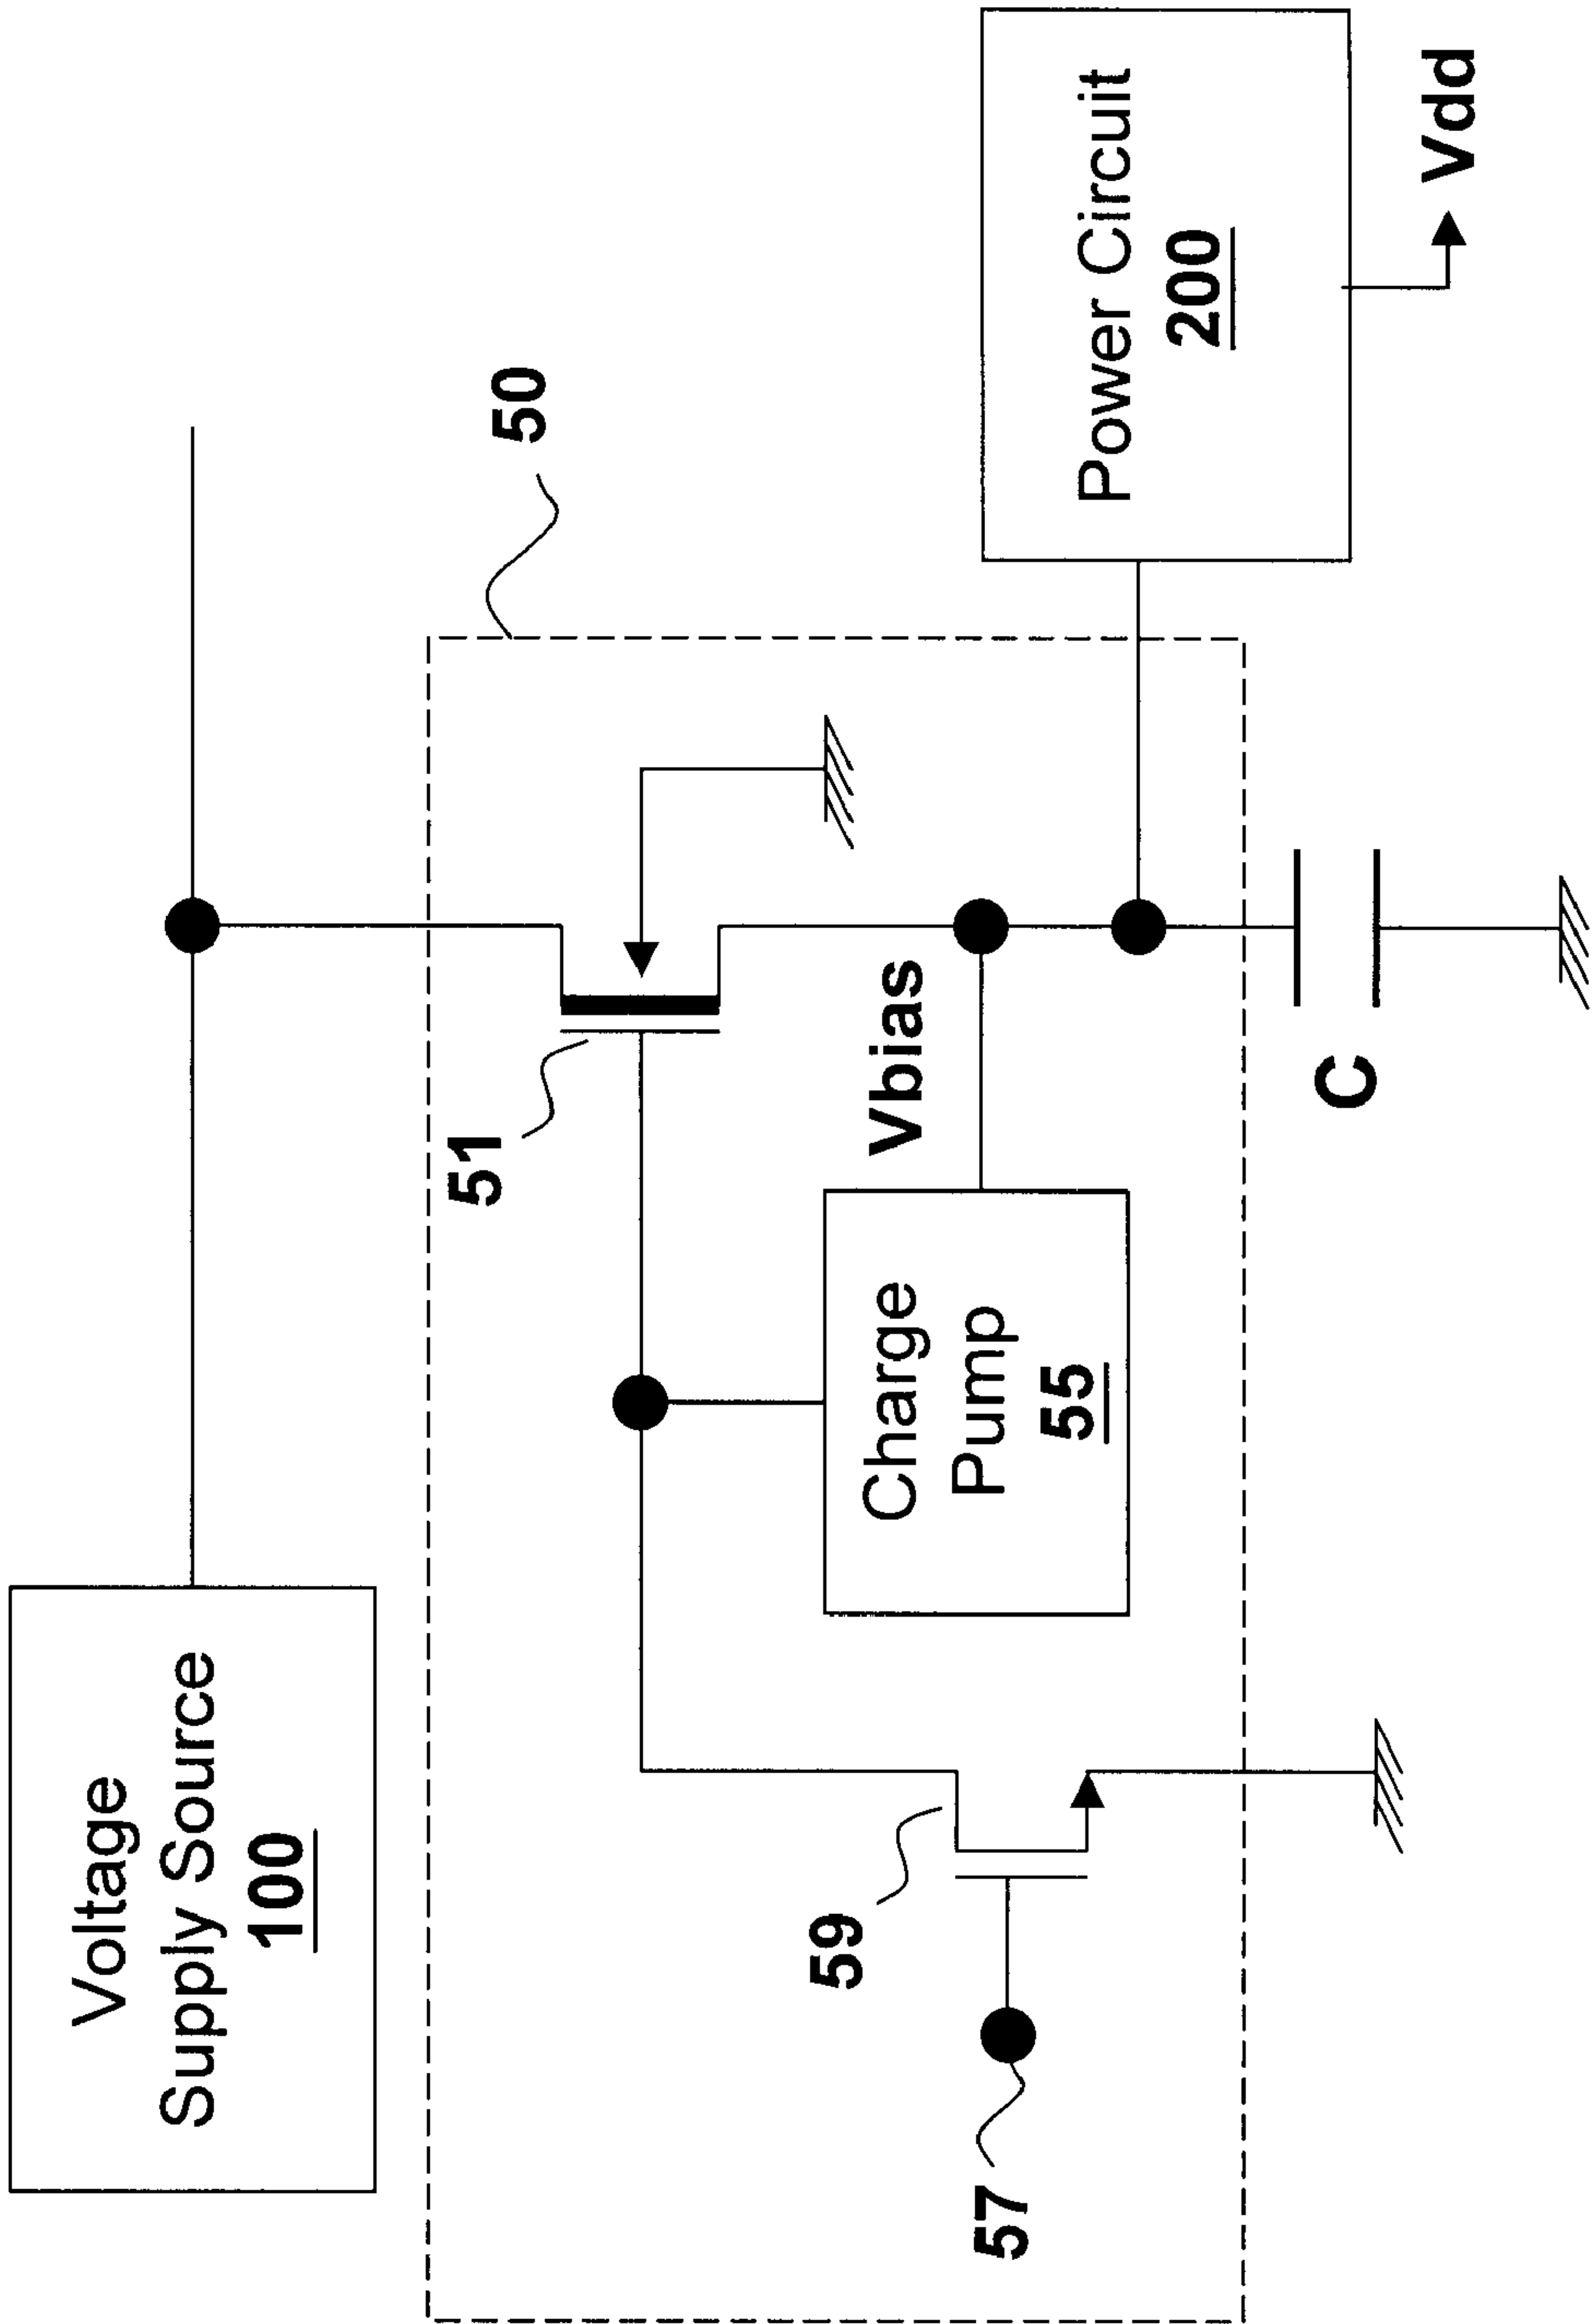 Voltage
Supply Source
100
50
51
Vbias
Charge
Pump
55
59
57
C
Power Circuit
200
Vdd